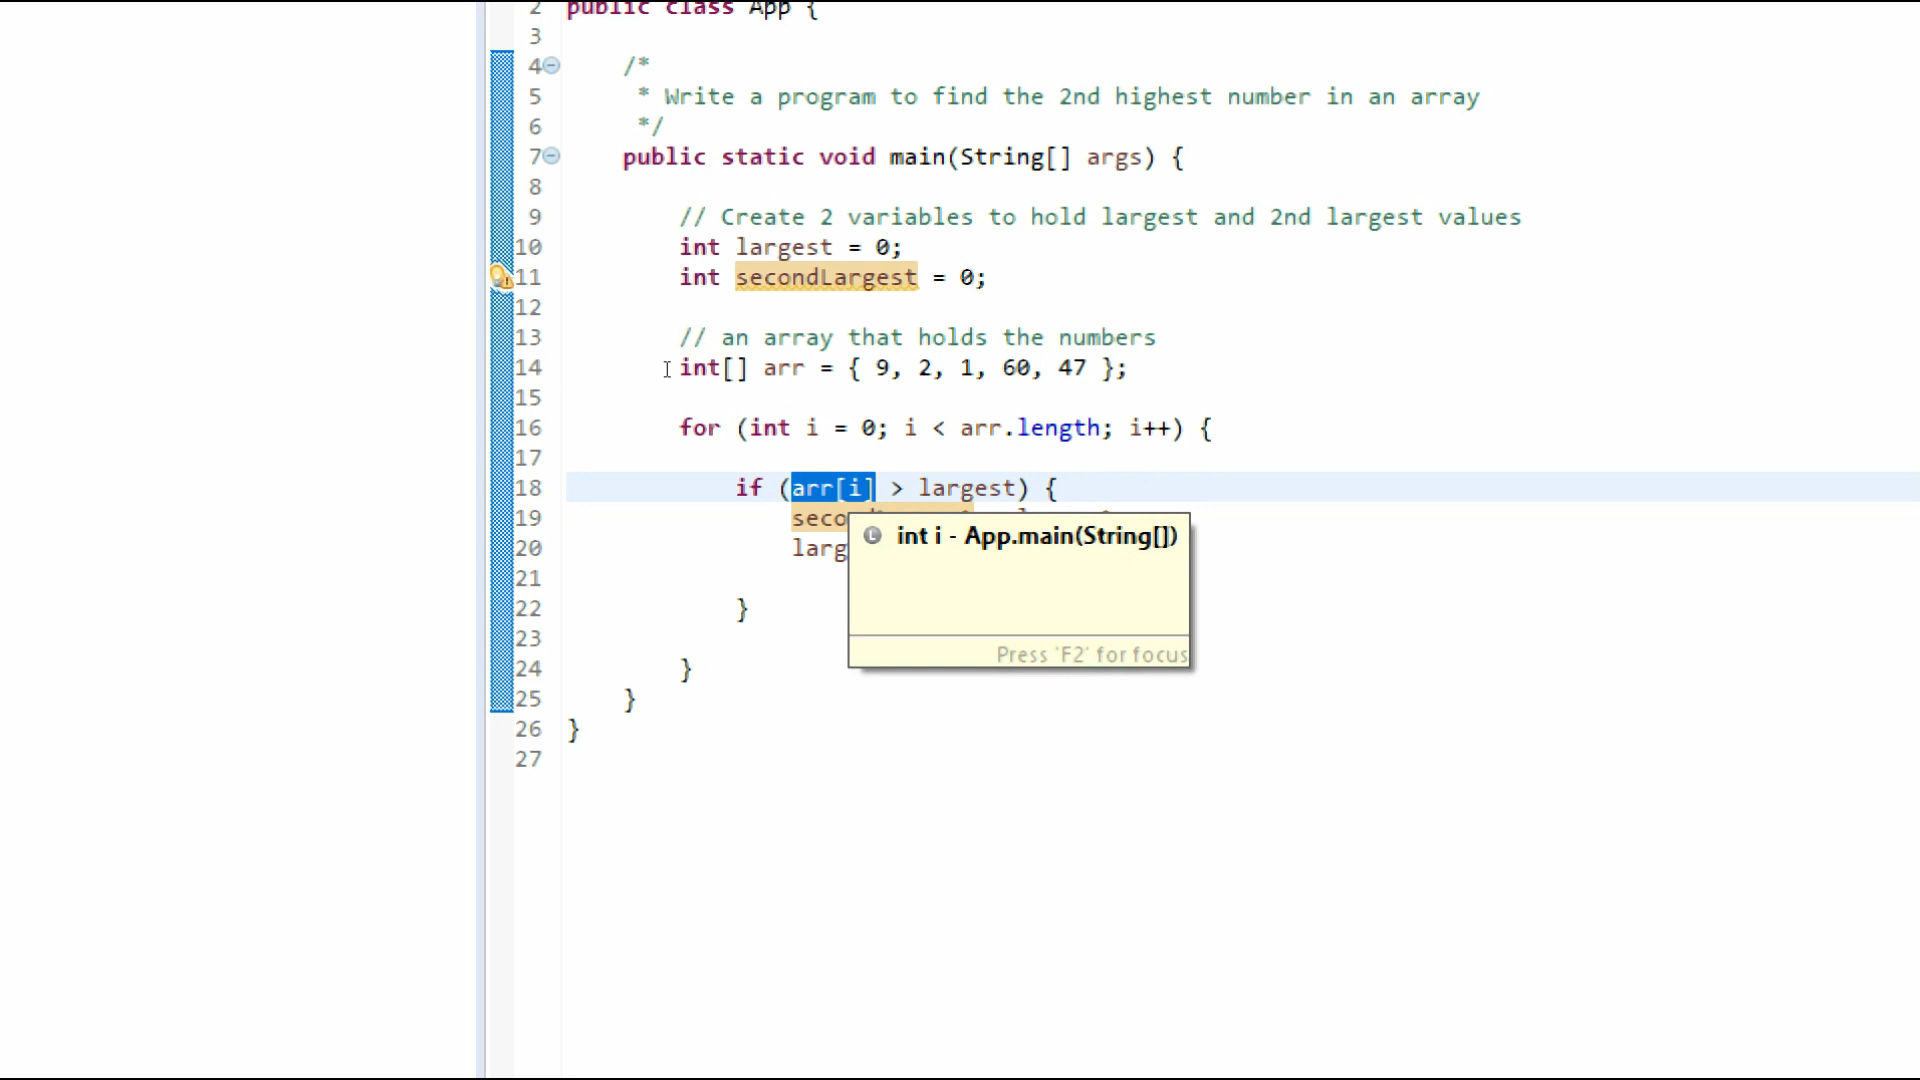 2 public class App {
3
4 /*
5 * Write a program to find the 2nd highest number in an array
6 */
7 public static void main(String[] args) {
8
9 // Create 2 variables to hold largest and 2nd largest values
10 int largest = 0;
11 int secondLargest = 0;
12
13 // an array that holds the numbers
14 int[] arr = { 9, 2, 1, 60, 47 };
15
16 for (int i = 0; i < arr.length; i++) {
17
18 if (arr[i] > largest) {
19 seco
20 larg
21
22 }
23
24 }
25 }
26 }
27
int i - App.main(String[])
Press 'F2' for focus